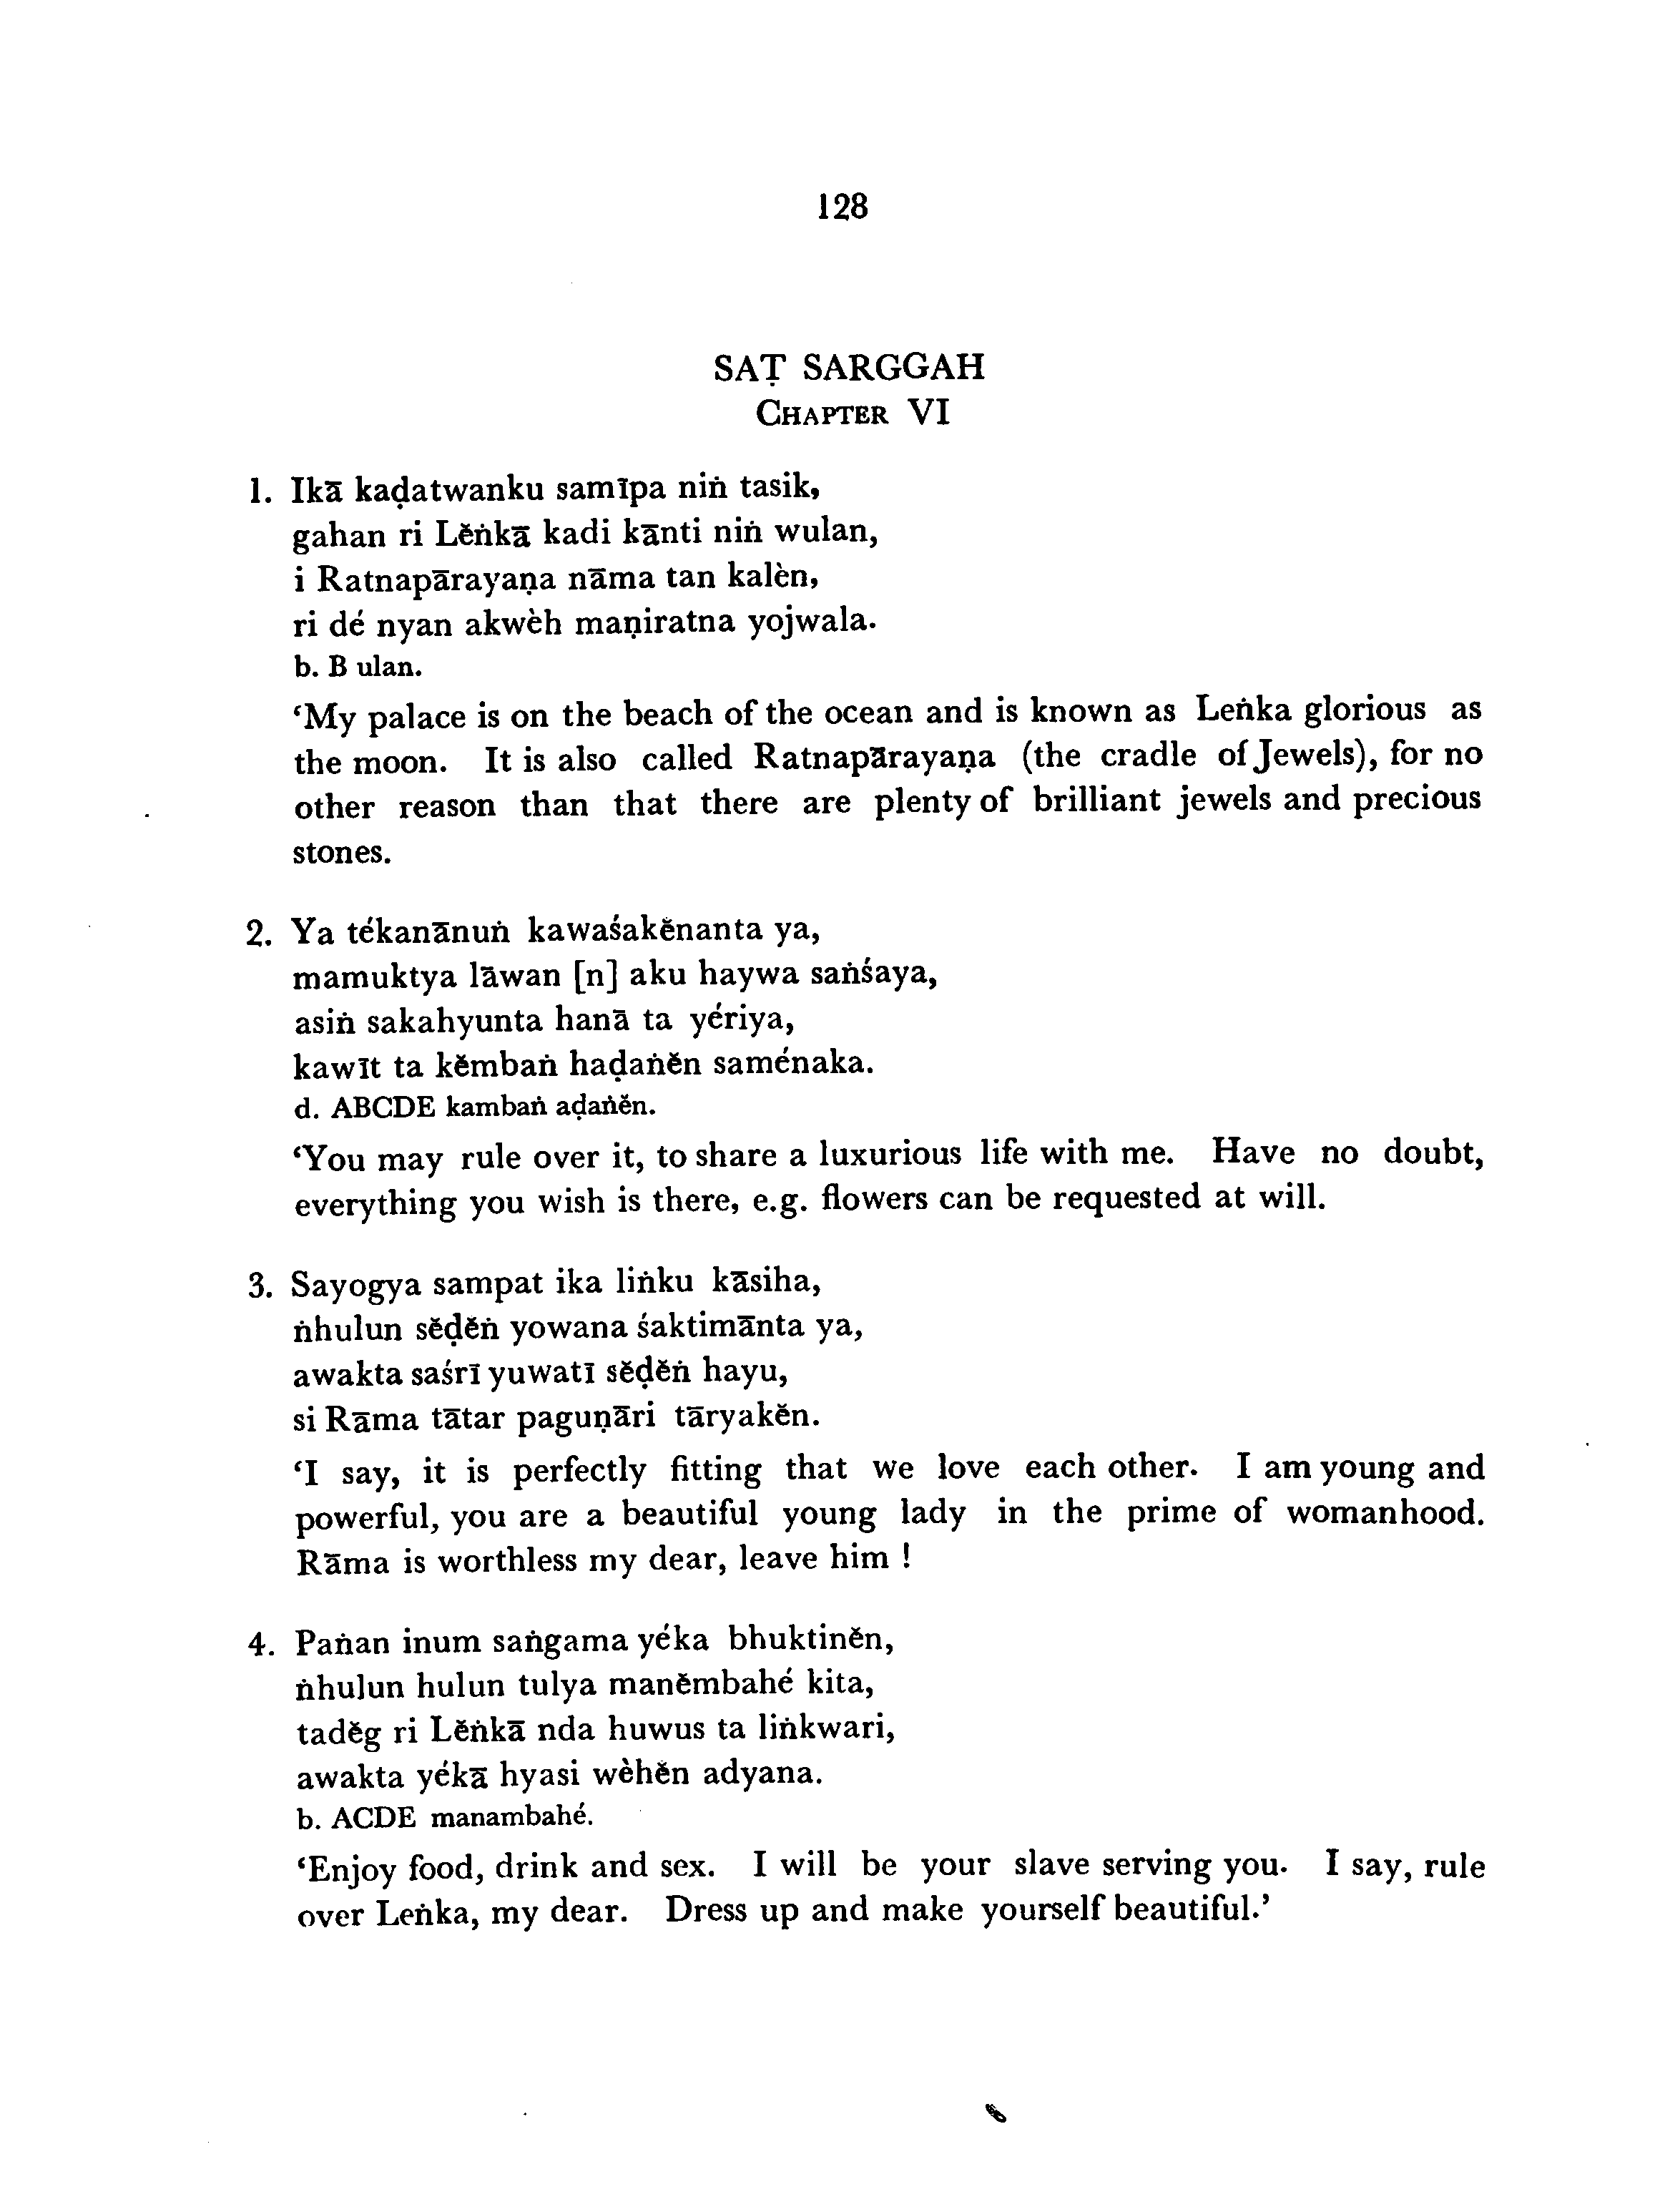 128
SAṬ SARGGAH
CHAPTER VI
1. Ikā kaḍatwanku samīpa niṅ tasik,
gahan ri Lĕṅkā kadi kānti niṅ wulan,
i Ratnapārayaṇa nāma tan kalèn,
ri dé nyan akwèh maṇiratna yojwala.
b. B ulan.
‘My palace is on the beach of the ocean and is known as Leṅka glorious as
the moon. It is also called Ratnapārayaṇa (the cradle of Jewels), for no
other reason than that there are plenty of brilliant jewels and precious
stones.
2. Ya tékanānuṅ kawaśakĕnanta ya,
mamuktya lāwan [n] aku haywa saṅśaya,
asiṅ sakahyunta hanā ta yériya,
kawīt ta kĕmbaṅ haḍaṅĕn saménaka.
d. ABCDE kambaṅ aḍaṅĕn.
‘You may rule over it, to share a luxurious life with me. Have no doubt,
everything you wish is there, e.g. flowers can be requested at will.
3. Sayogya sampat ika liṅku kāsiha,
ṅhulun sĕḍĕṅ yowana śaktimānta ya,
awakta saśrī yuwatī sĕḍĕṅ hayu,
si Rāma tātar paguṇāri tāryakĕn.
‘I say, it is perfectly fitting that we love each other. I am young and
powerful, you are a beautiful young lady in the prime of womanhood.
Rāma is worthless my dear, leave him !
4. Paṅan inum saṅgama yéka bhuktinĕn,
ṅhulun hulun tulya manĕmbahé kita,
tadĕg ri Lĕṅkā nda huwus ta liṅkwari,
awakta yékā hyasi wèhĕn adyana.
b. ACDE manambahé.
‘Enjoy food, drink and sex. I will be your slave serving you. I say, rule
over Leṅka, my dear. Dress up and make yourself beautiful.’